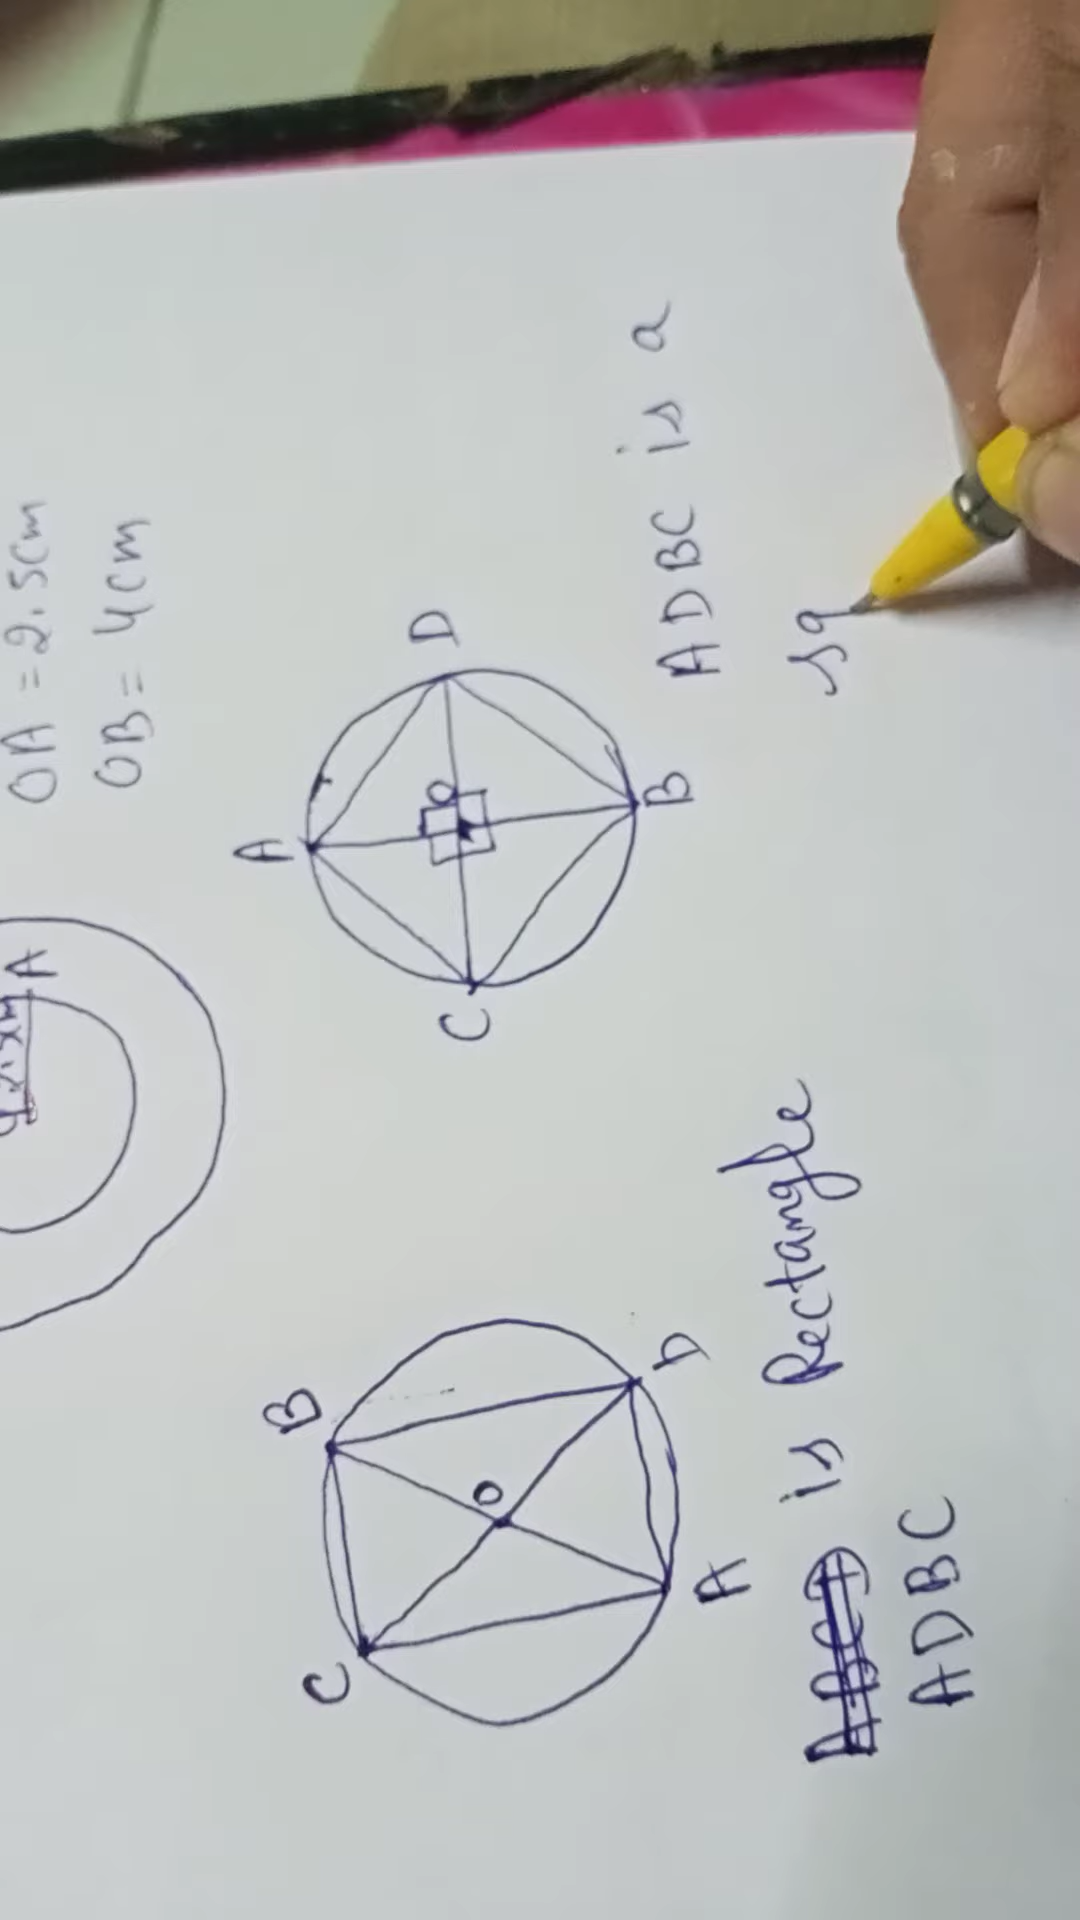 OA = 2.5cm
OB = 4cm
A
B
D
O
C
A
A
D
O
C
B
ADBC is a
sq
is Rectangle
ADBC